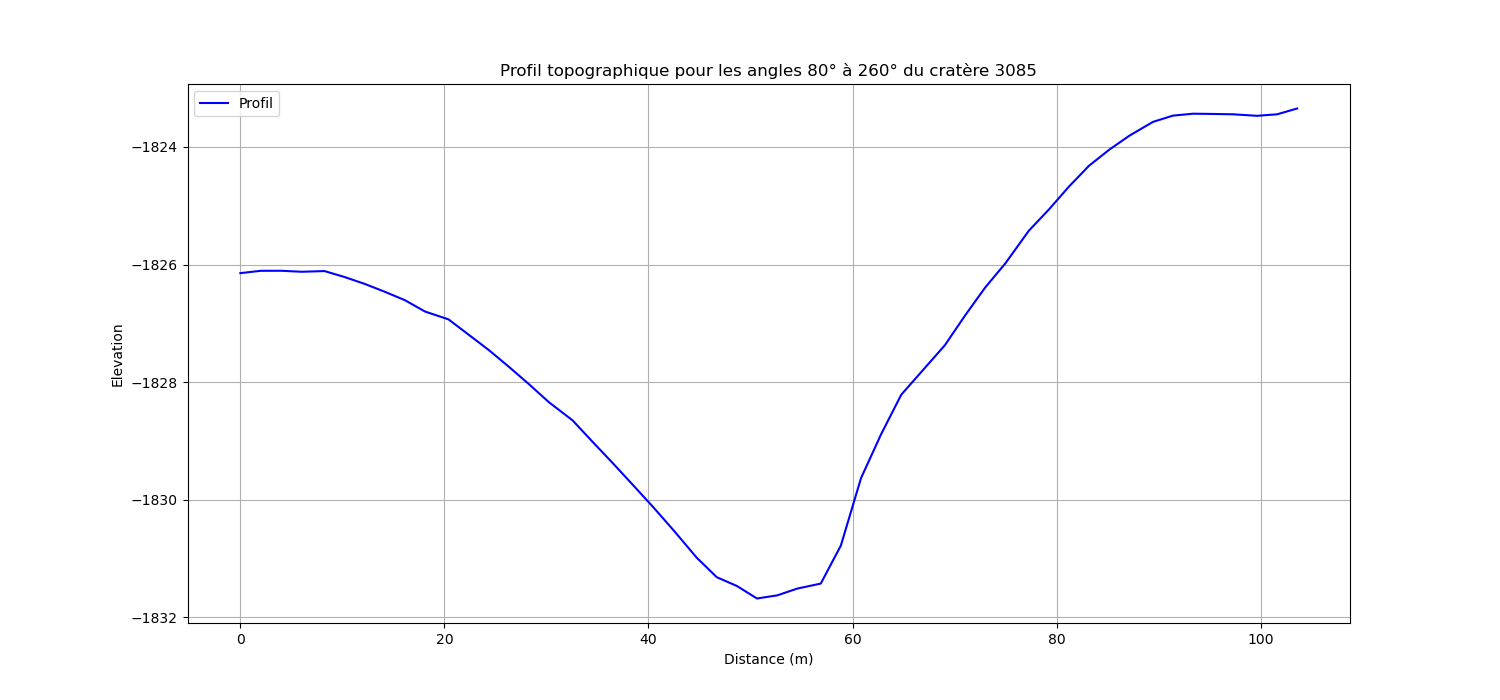 Profil topographique pour les angles 80° à 260° du cratère 3085
Profil
−1824
−1826
−1828
−1830
−1832
Elevation
0 20 40 60 80 100
Distance (m)